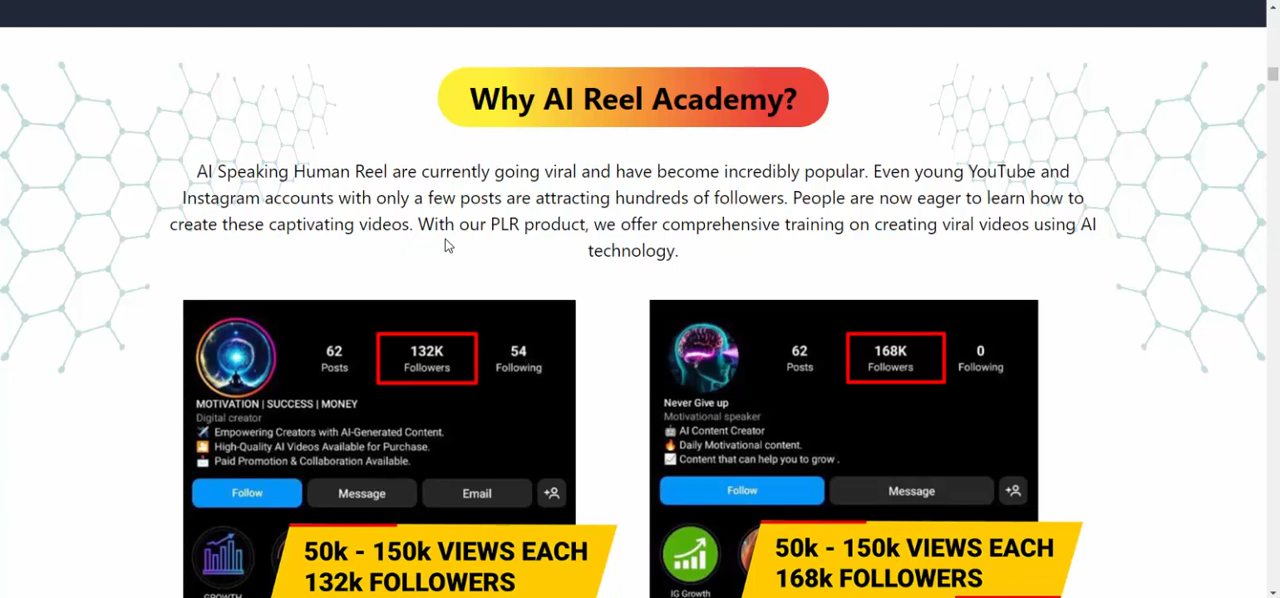 Why AI Reel Academy?
AI Speaking Human Reel are currently going viral and have become incredibly popular. Even young YouTube and
Instagram accounts with only a few posts are attracting hundreds of followers. People are now eager to learn how to
create these captivating videos. With our PLR product, we offer comprehensive training on creating viral videos using AI
technology.
62 132K 54
Posts Followers Following
MOTIVATION | SUCCESS | MONEY
Digital creator
Empowering Creators with AI-Generated Content.
High-Quality AI Videos Available for Purchase.
Paid Promotion & Collaboration Available.
Follow Message Email
50k - 150k VIEWS EACH
132k FOLLOWERS
GROWTH
62 168K 0
Posts Followers Following
Never Give up
Motivational speaker
AI Content Creator
Daily Motivational content.
Content that can help you to grow .
Follow Message
50k - 150k VIEWS EACH
168k FOLLOWERS
IG Growth